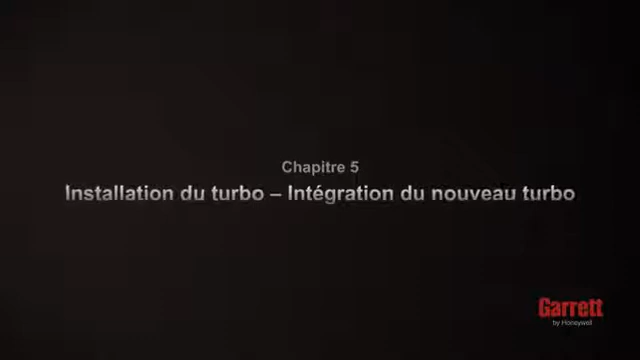 Chapitre 5
Installation du turbo – Intégration du nouveau turbo
Garrett
by Honeywell